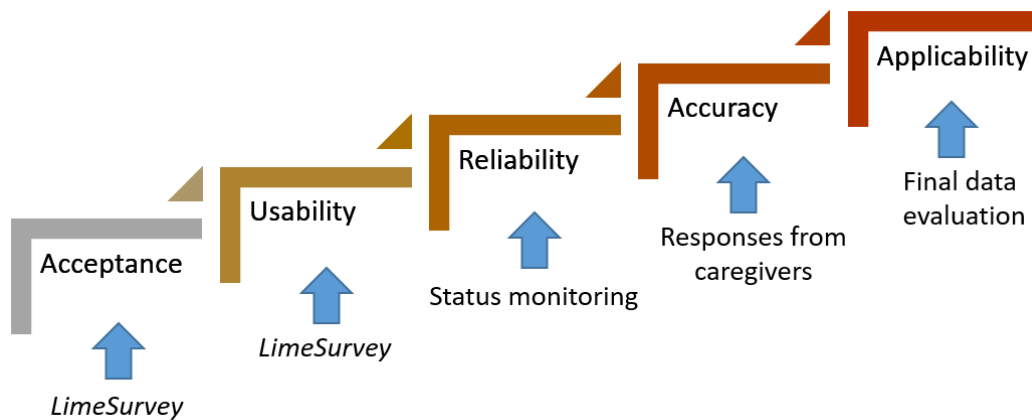 Acceptance
LimeSurvey
Usability
LimeSurvey
Reliability
Status monitoring
Accuracy
Responses from
caregivers
Applicability
Final data
evaluation